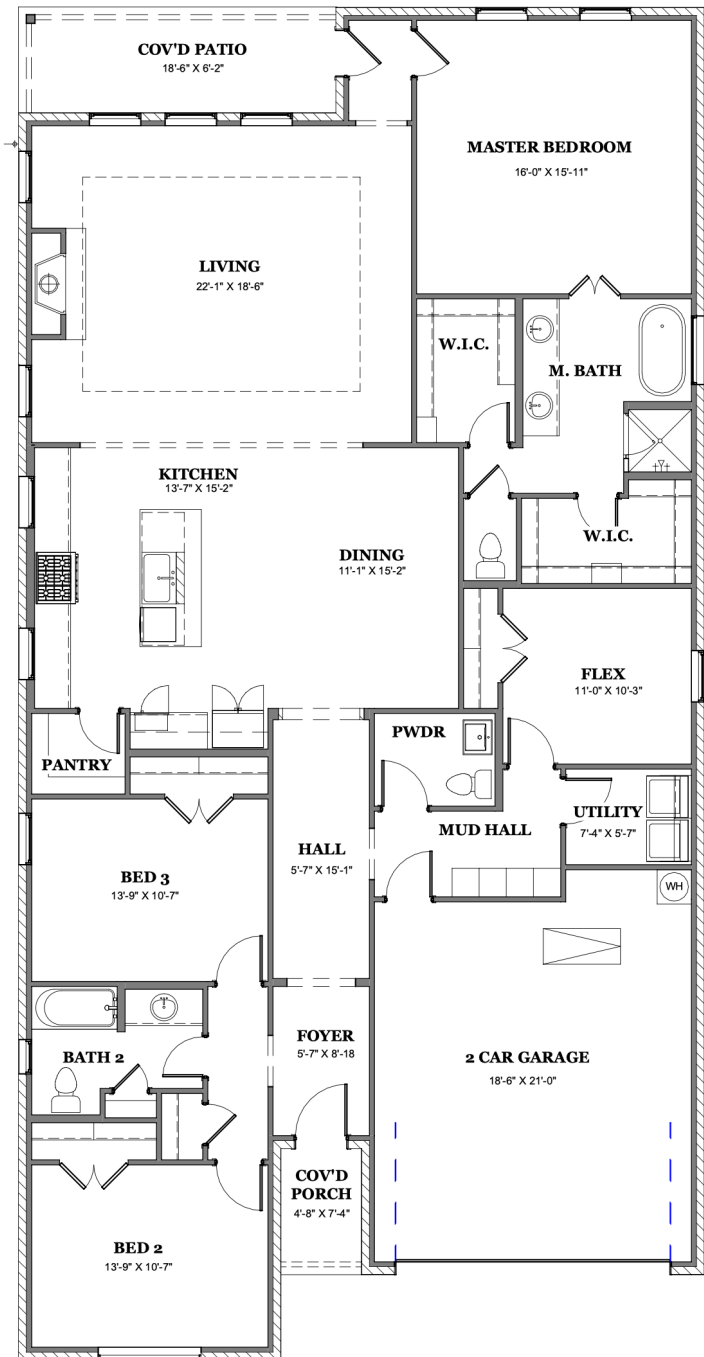 COV'D PATIO
18'-6" X 6'-2"
MASTER BEDROOM
16'-0" X 15'-11"
LIVING
22'-1" X 18'-6"
W.I.C.
M. BATH
KITCHEN
13'-7" X 15'-2"
DINING
11'-1" X 15'-2"
W.I.C.
FLEX
11'-0" X 10'-3"
PWDR
PANTRY
UTILITY
7'-4" X 5'-7"
MUD HALL
HALL
5'-7" X 15'-1"
BED 3
13'-9" X 10'-7"
WH
FOYER
5'-7" X 8'-18
BATH 2
2 CAR GARAGE
18'-6" X 21'-0"
COV'D
PORCH
4'-8" X 7'-4"
BED 2
13'-9" X 10'-7"